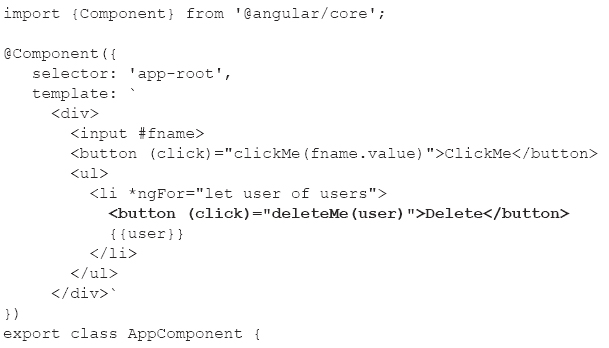 import {Component} from '@angular/core';
@Component({
selector: 'app-root',
template: `
<div>
<input #fname>
<button (click)="clickMe(fname.value)">ClickMe</button>
<ul>
<li *ngFor="let user of users">
<button (click)="deleteMe(user)">Delete</button>
{{user}}
</li>
</ul>
</div>`
})
export class AppComponent {